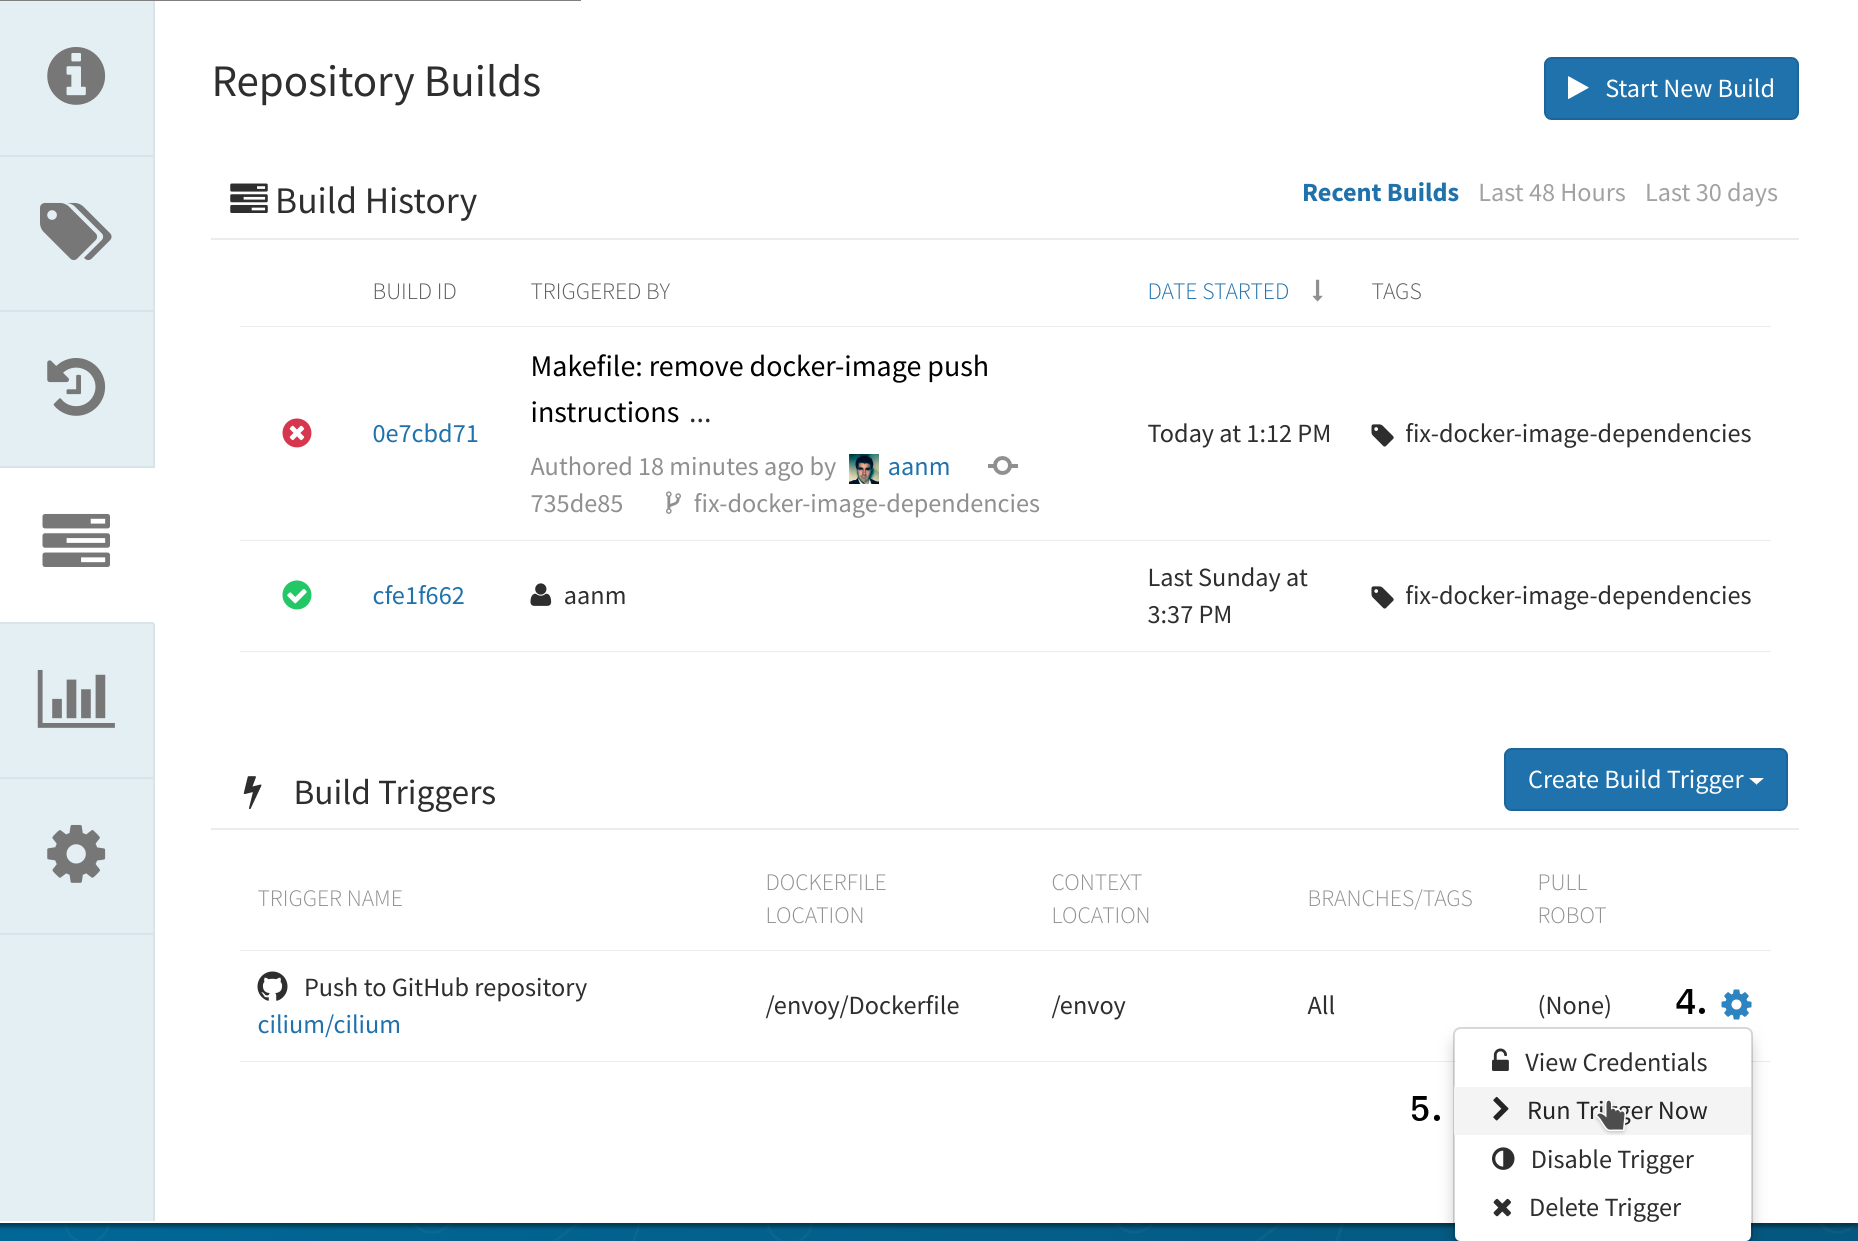 Repository Builds
Start New Build
Build History
Recent Builds Last 48 Hours Last 30 days
BUILD ID TRIGGERED BY DATE STARTED TAGS
Makefile: remove docker-image push
instructions ...
0e7cbd71 Today at 1:12 PM fix-docker-image-dependencies
Authored 18 minutes ago by aanm
735de85 fix-docker-image-dependencies
cfe1f662 aanm Last Sunday at
3:37 PM fix-docker-image-dependencies
Build Triggers
Create Build Trigger
TRIGGER NAME DOCKERFILE
LOCATION CONTEXT
LOCATION BRANCHES/TAGS PULL
ROBOT
Push to GitHub repository
cilium/cilium /envoy/Dockerfile /envoy All (None) 4.
View Credentials
5. Run Trigger Now
Disable Trigger
Delete Trigger